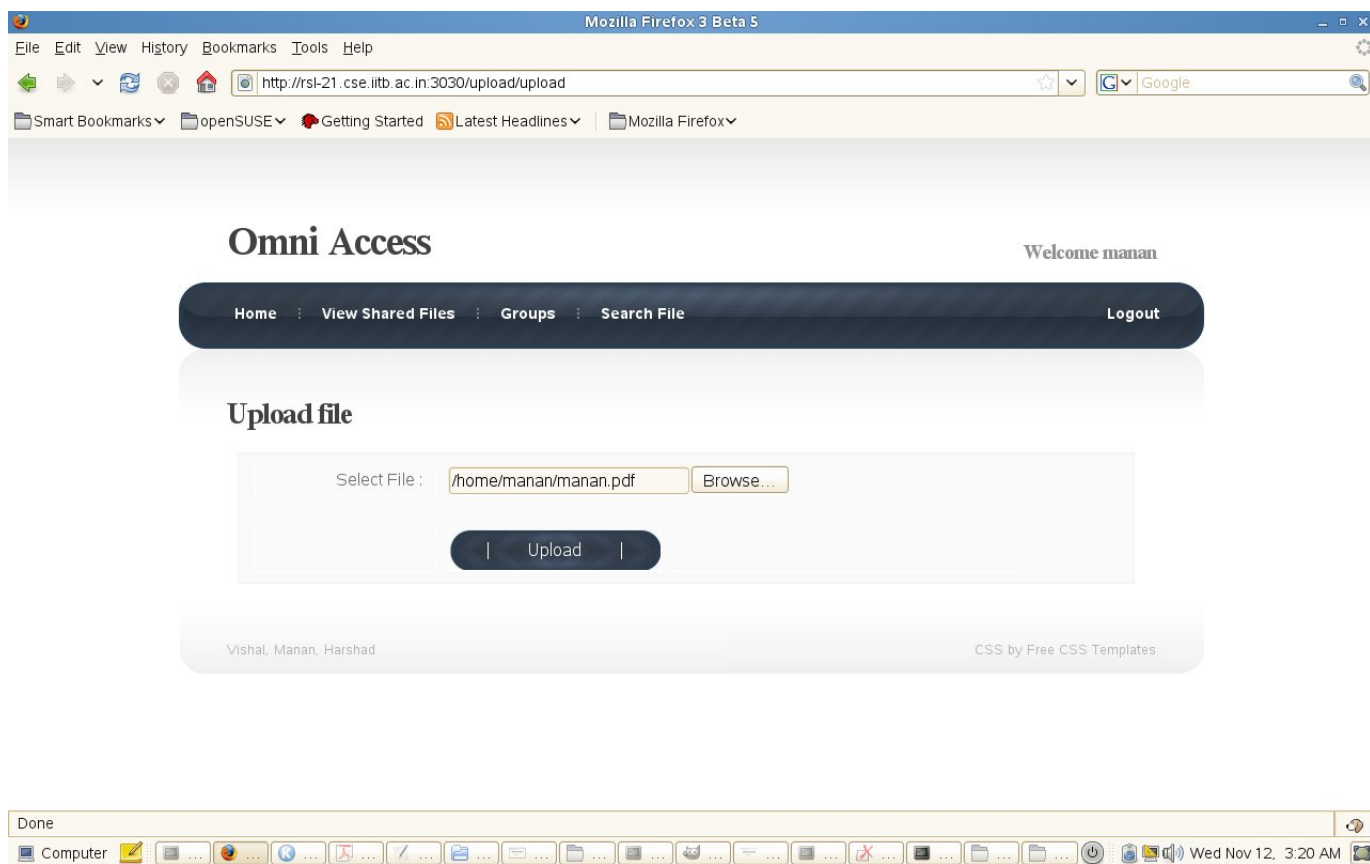 Mozilla Firefox 3 Beta 5
File Edit View History Bookmarks Tools Help
http://rsl-21.cse.iitb.ac.in:3030/upload/upload
G Google
Smart Bookmarks openSUSE Getting Started Latest Headlines Mozilla Firefox
Omni Access
Welcome manan
Home View Shared Files Groups Search File Logout
Upload file
Select File : /home/manan/manan.pdf Browse...
| Upload |
Vishal, Manan, Harshad CSS by Free CSS Templates
Done
Computer ... ... ... ... ... ... ... ... ... ... ... ... ... ... ... ... Wed Nov 12, 3:20 AM